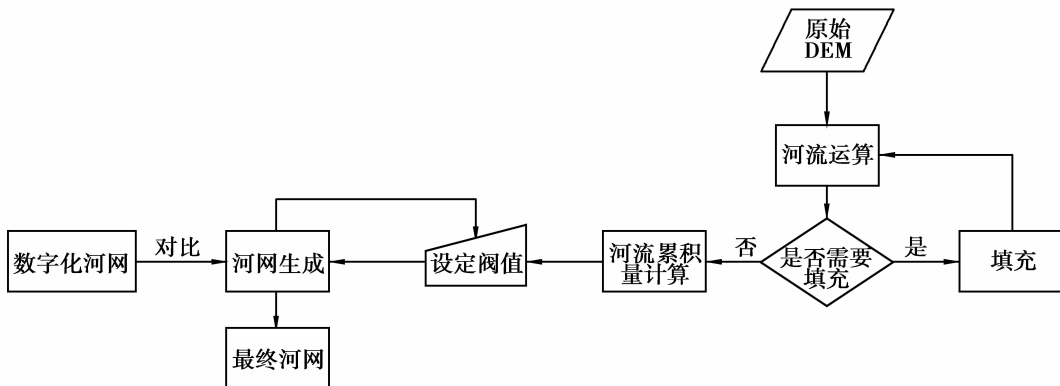 原始
DEM
河流运算
数字化河网
对比
河网生成
设定阀值
河流累积
量计算
否
是否需要
填充
是
填充
最终河网